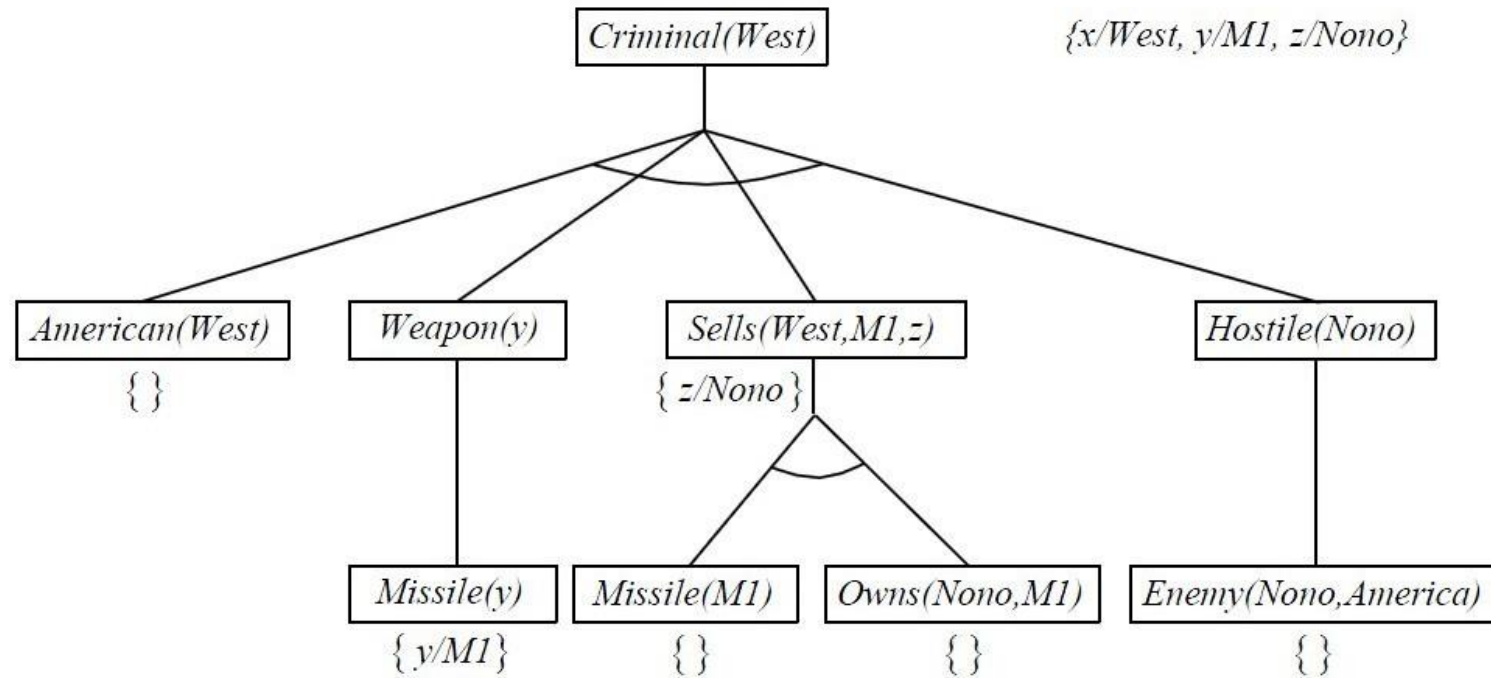 Criminal(West)
{x/West, y/M1, z/Nono}
American(West)
Weapon(y)
Sells(West,M1,z)
Hostile(Nono)
{ }
{ z/Nono }
Missile(y)
Missile(M1)
Owns(Nono,M1)
Enemy(Nono,America)
{ y/M1 }
{ }
{ }
{ }